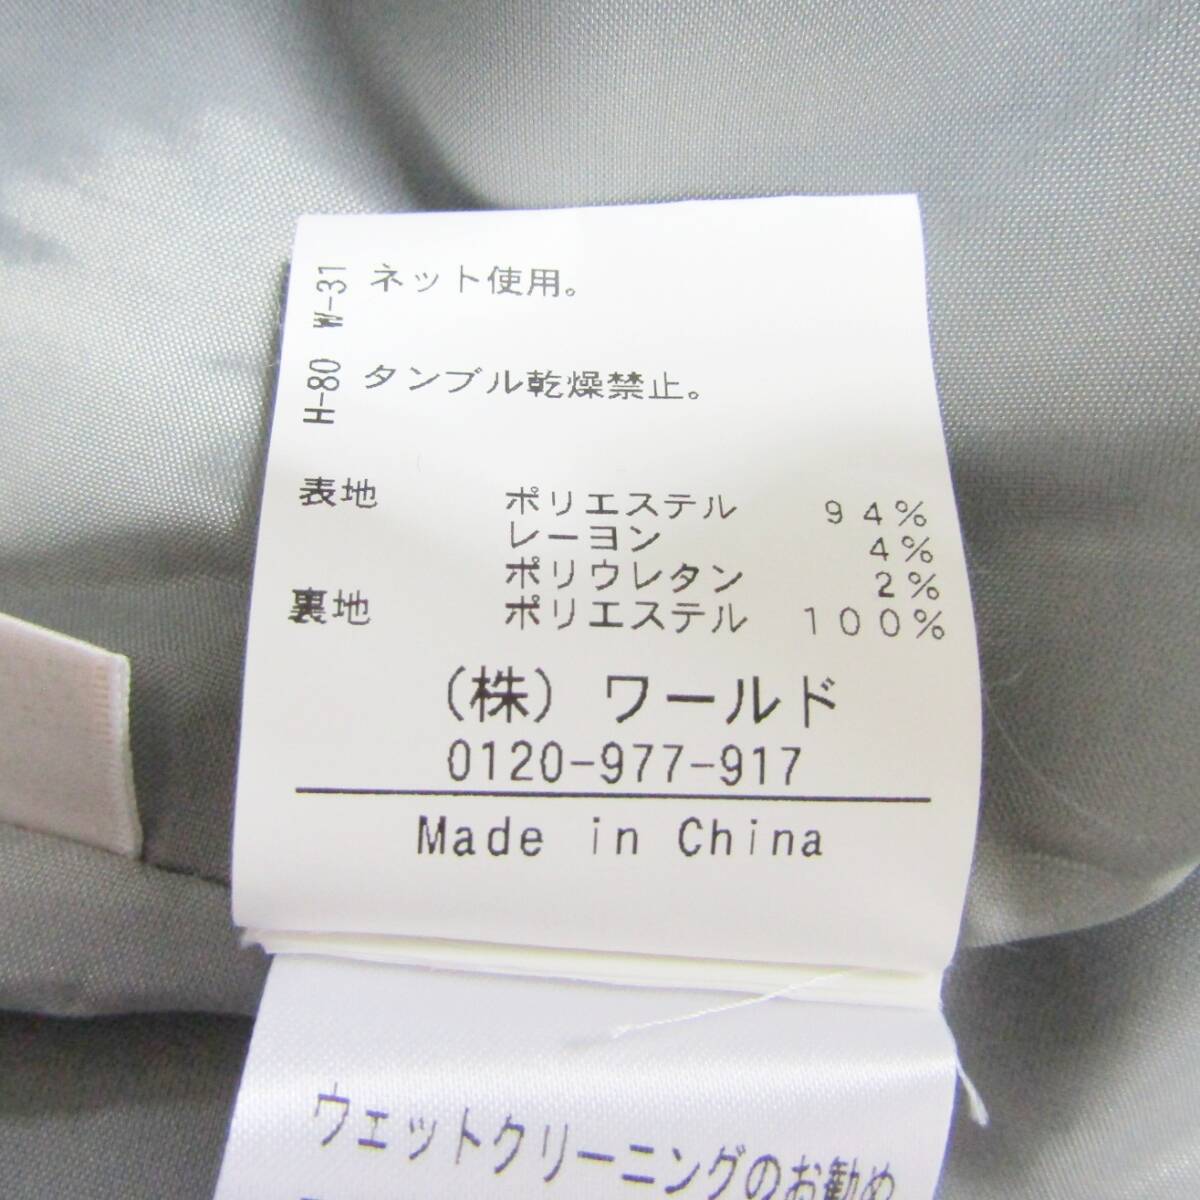 ネット使用。
タンブル乾燥禁止。
H-80 W-31
表地 ポリエステル 94%
レーヨン 4%
ポリウレタン 2%
裏地 ポリエステル 100%
(株) ワールド
0120-977-917
Made in China
ウェットクリーニングのお勧め